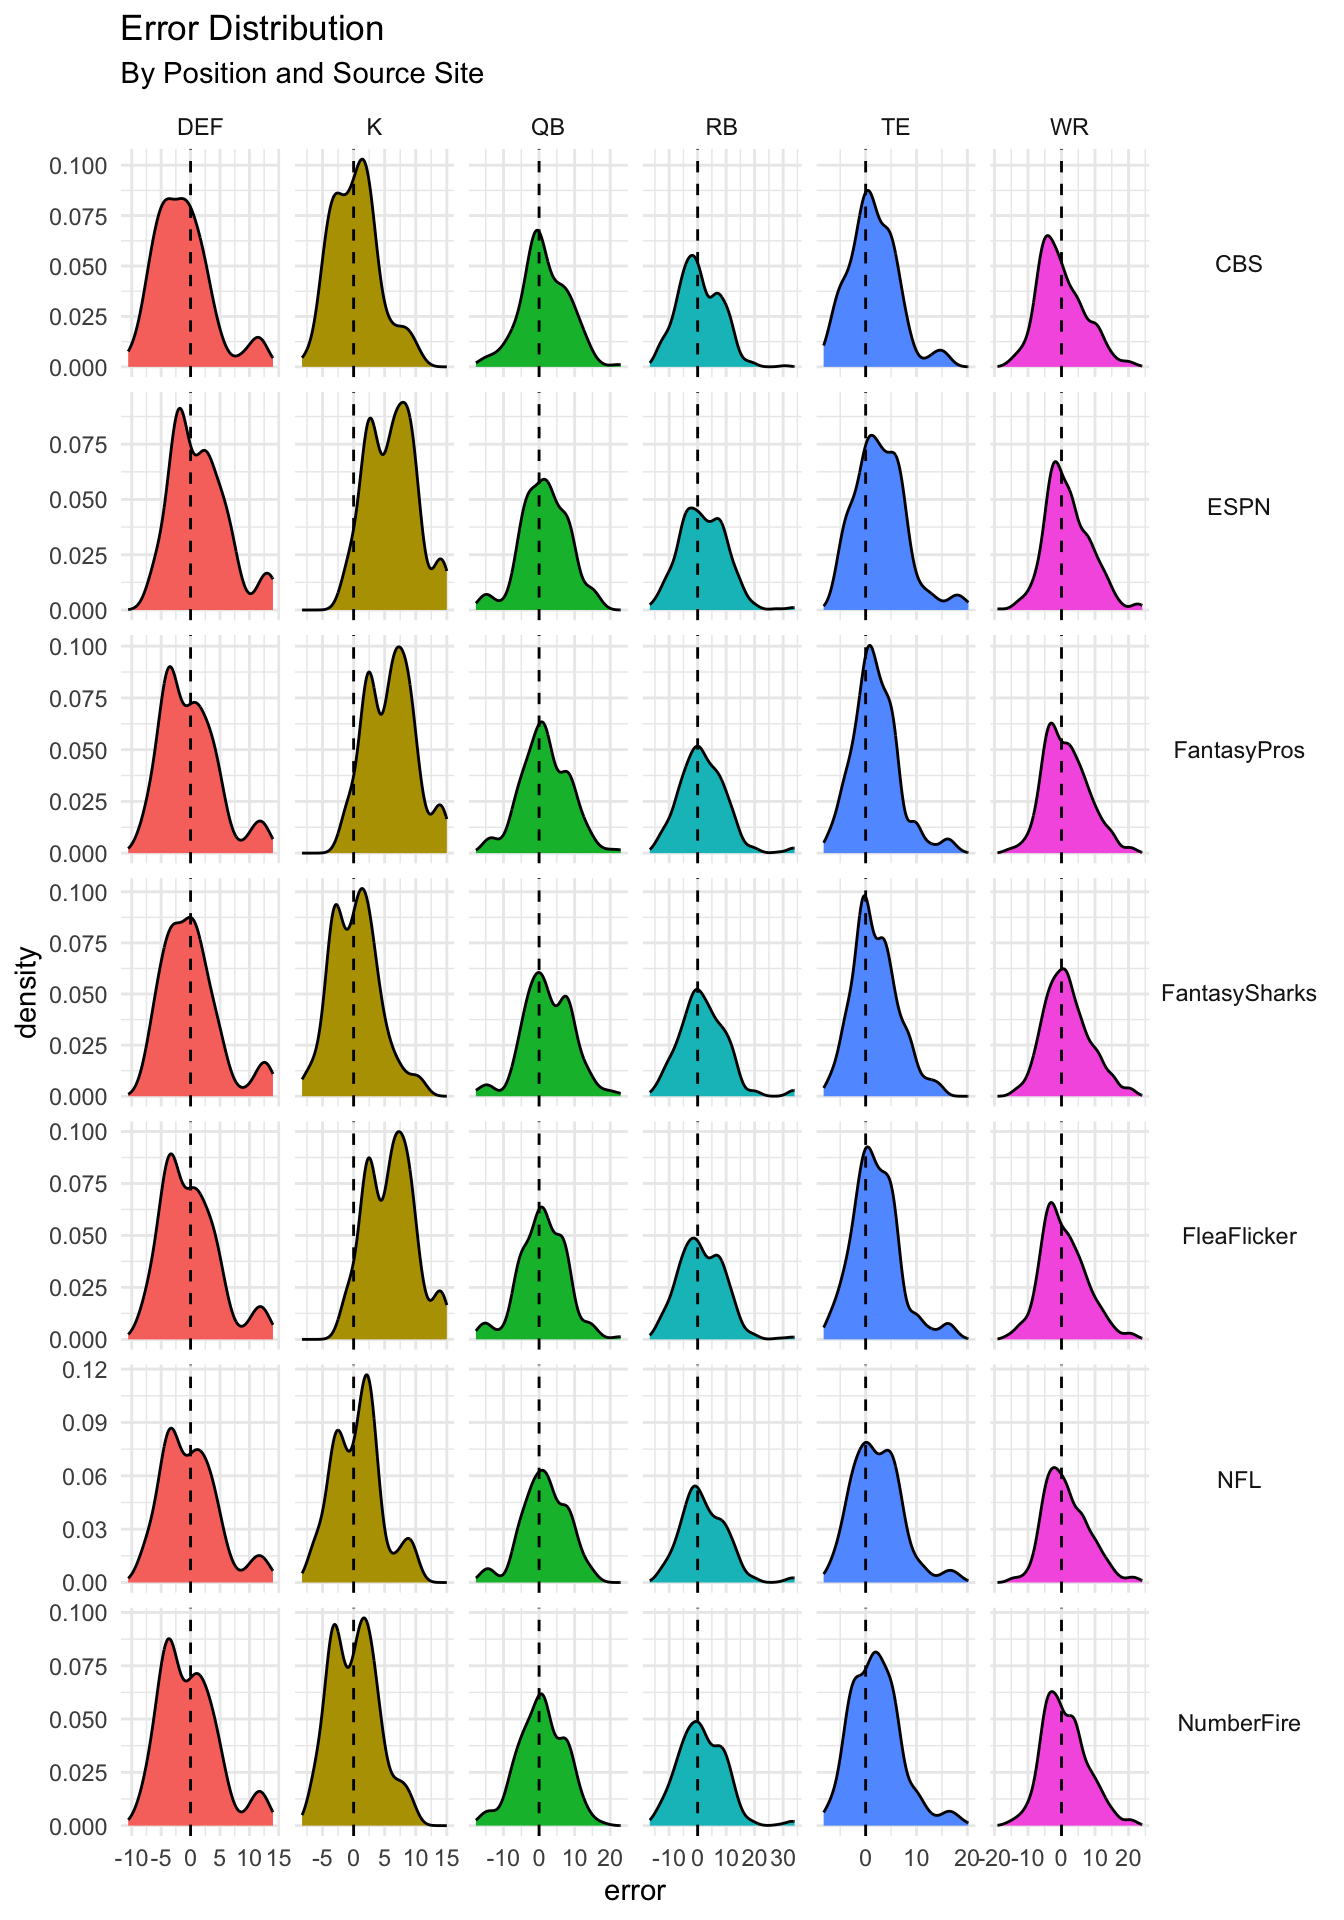 Error Distribution
By Position and Source Site
DEF K QB RB TE WR
0.100
0.075
0.050
0.025
0.000
CBS
0.075
0.050
0.025
0.000
ESPN
0.100
0.075
0.050
0.025
0.000
FantasyPros
0.100
0.075
0.050
0.025
0.000
FantasySharks
density
0.100
0.075
0.050
0.025
0.000
FleaFlicker
0.12
0.09
0.06
0.03
0.00
NFL
0.100
0.075
0.050
0.025
0.000
NumberFire
-10 -5 0 5 10 15 -5 0 5 10 15 -10 0 10 20 -10 0 10 20 30 0 10 20 -20 -10 0 10 20
error